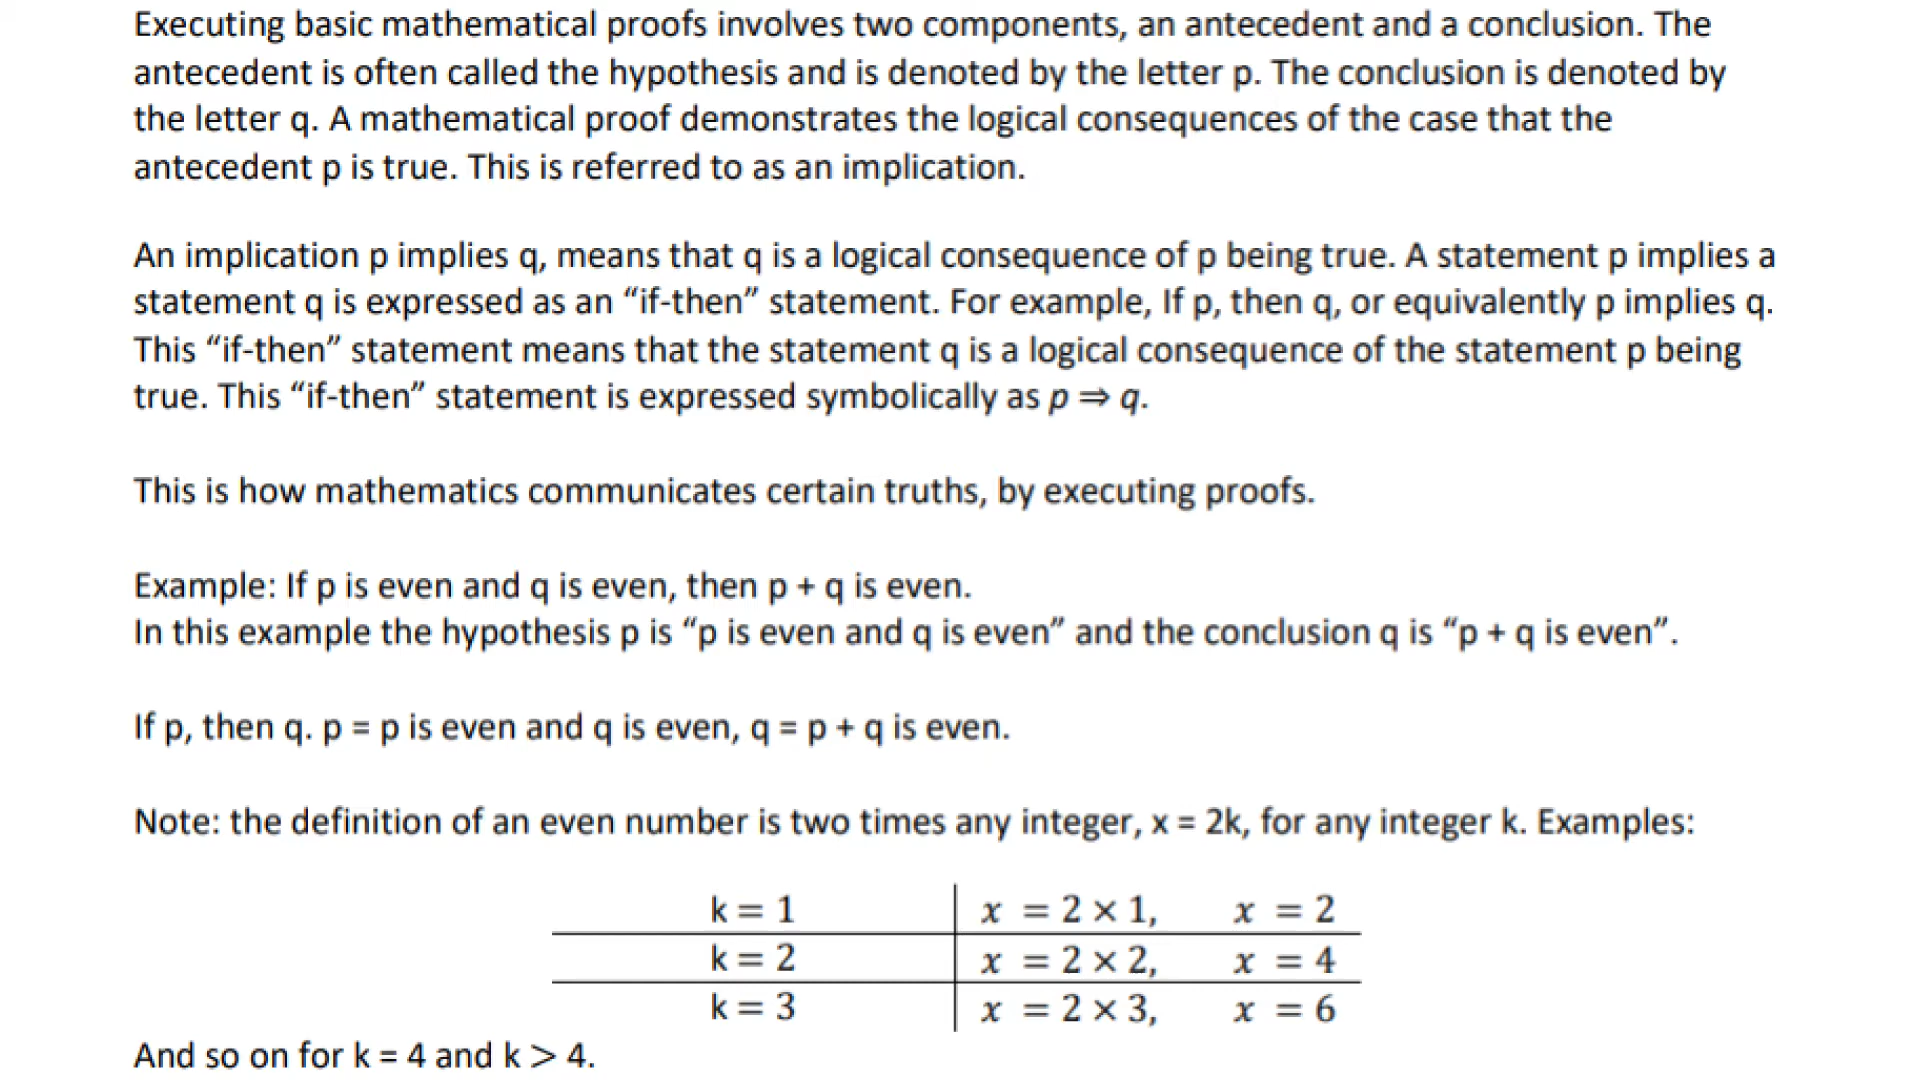 Executing basic mathematical proofs involves two components, an antecedent and a conclusion. The
antecedent is often called the hypothesis and is denoted by the letter p. The conclusion is denoted by
the letter q. A mathematical proof demonstrates the logical consequences of the case that the
antecedent p is true. This is referred to as an implication.
An implication p implies q, means that q is a logical consequence of p being true. A statement p implies a
statement q is expressed as an “if-then” statement. For example, If p, then q, or equivalently p implies q.
This “if-then” statement means that the statement q is a logical consequence of the statement p being
true. This “if-then” statement is expressed symbolically as p ⇒ q.
This is how mathematics communicates certain truths, by executing proofs.
Example: If p is even and q is even, then p + q is even.
In this example the hypothesis p is “p is even and q is even” and the conclusion q is “p + q is even”.
If p, then q. p = p is even and q is even, q = p + q is even.
Note: the definition of an even number is two times any integer, x = 2k, for any integer k. Examples:
k = 1 x = 2 × 1, x = 2
k = 2 x = 2 × 2, x = 4
k = 3 x = 2 × 3, x = 6
And so on for k = 4 and k > 4.